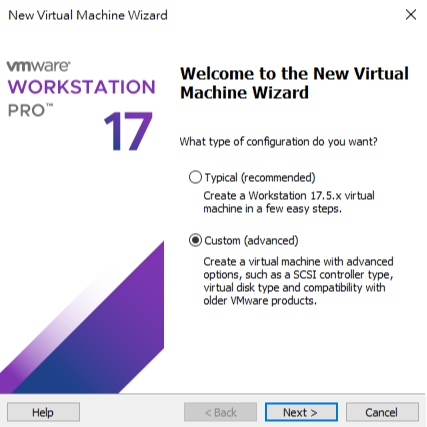 New Virtual Machine Wizard
vmware®
WORKSTATION
PRO™
17
Welcome to the New Virtual
Machine Wizard
What type of configuration do you want?
Typical (recommended)
Create a Workstation 17.5.x virtual
machine in a few easy steps.
Custom (advanced)
Create a virtual machine with advanced
options, such as a SCSI controller type,
virtual disk type and compatibility with
older VMware products.
Help
< Back
Next >
Cancel